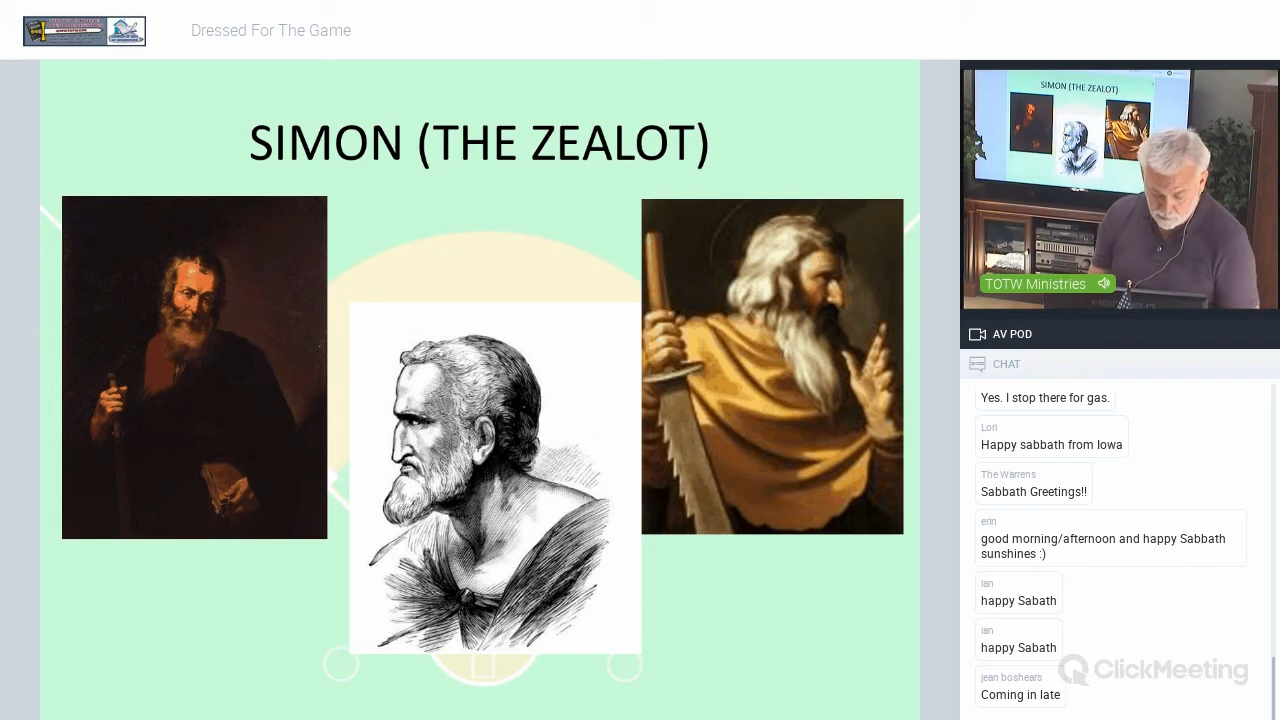 Dressed For The Game
SIMON (THE ZEALOT)
SIMON (THE ZEALOT)
TOTW Ministries
AV POD
CHAT
Yes. I stop there for gas.
Lori
Happy sabbath from Iowa
The Warrens
Sabbath Greetings!!
erin
good morning/afternoon and happy Sabbath
sunshines :)
Ian
happy Sabath
Ian
happy Sabath
jean boshears
Coming in late
ClickMeeting